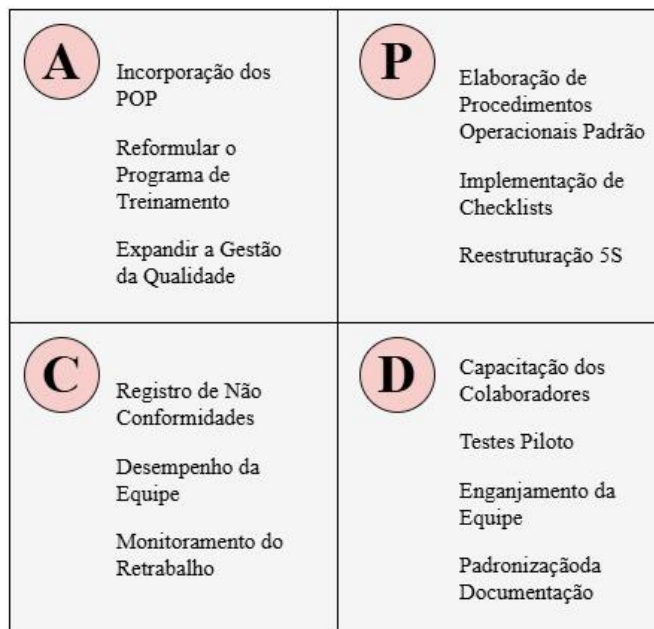 A
Incorporação dos
POP
Reformular o
Programa de
Treinamento
Expandir a Gestão
da Qualidade
P
Elaboração de
Procedimentos
Operacionais Padrão
Implementação de
Checklists
Reestruturação 5S
C
Registro de Não
Conformidades
Desempenho da
Equipe
Monitoramento do
Retrabalho
D
Capacitação dos
Colaboradores
Testes Piloto
Enganjamento da
Equipe
Padronizaçãoda
Documentação